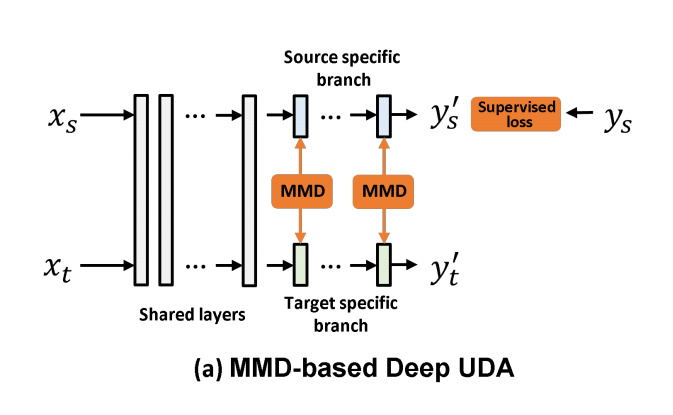 Source specific
branch
x_s
...
...
y'_s
Supervised
loss
y_s
MMD
MMD
x_t
...
...
y'_t
Shared layers
Target specific
branch
(a) MMD-based Deep UDA